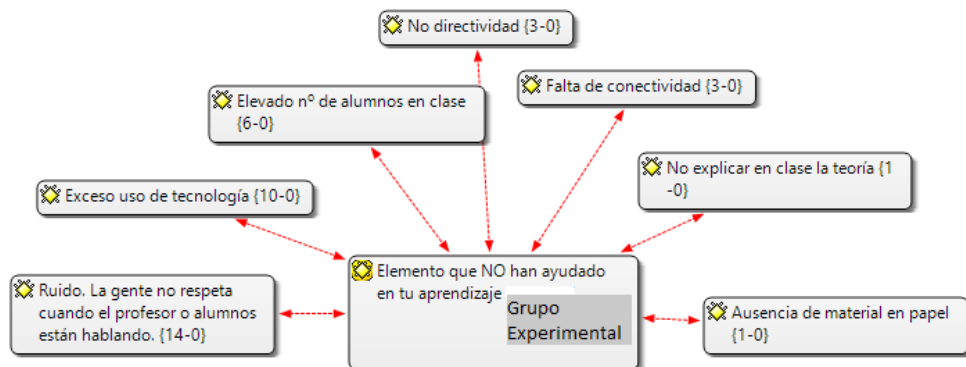 No directividad {3-0}
Falta de conectividad {3-0}
Elevado nº de alumnos en clase
{6-0}
No explicar en clase la teoría {1
-0}
Exceso uso de tecnología {10-0}
Elemento que NO han ayudado
en tu aprendizaje
Grupo
Experimental
Ruido. La gente no respeta
cuando el profesor o alumnos
están hablando. {14-0}
Ausencia de material en papel
{1-0}